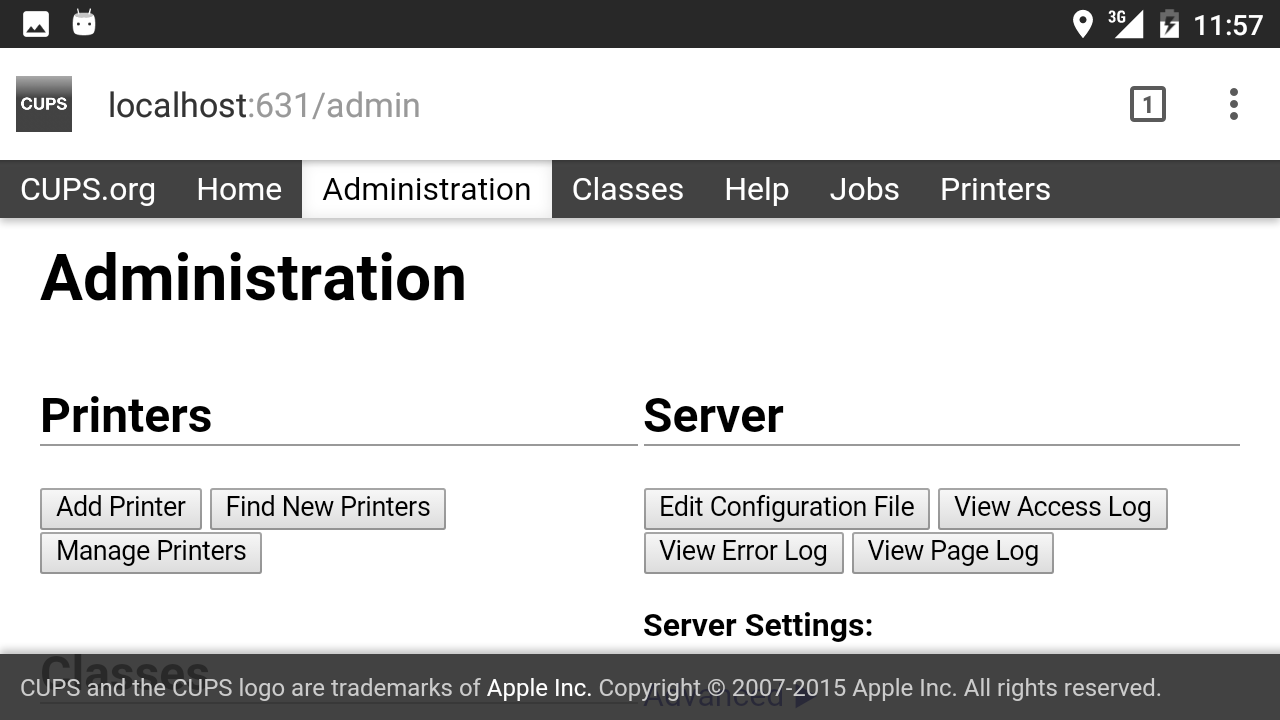 3G 11:57
CUPS localhost:631/admin 1
CUPS.org Home Administration Classes Help Jobs Printers
Administration
Printers
Add Printer Find New Printers
Manage Printers
Server
Edit Configuration File View Access Log
View Error Log View Page Log
Server Settings:
Classes
Advanced ▶
CUPS and the CUPS logo are trademarks of Apple Inc. Copyright © 2007-2015 Apple Inc. All rights reserved.